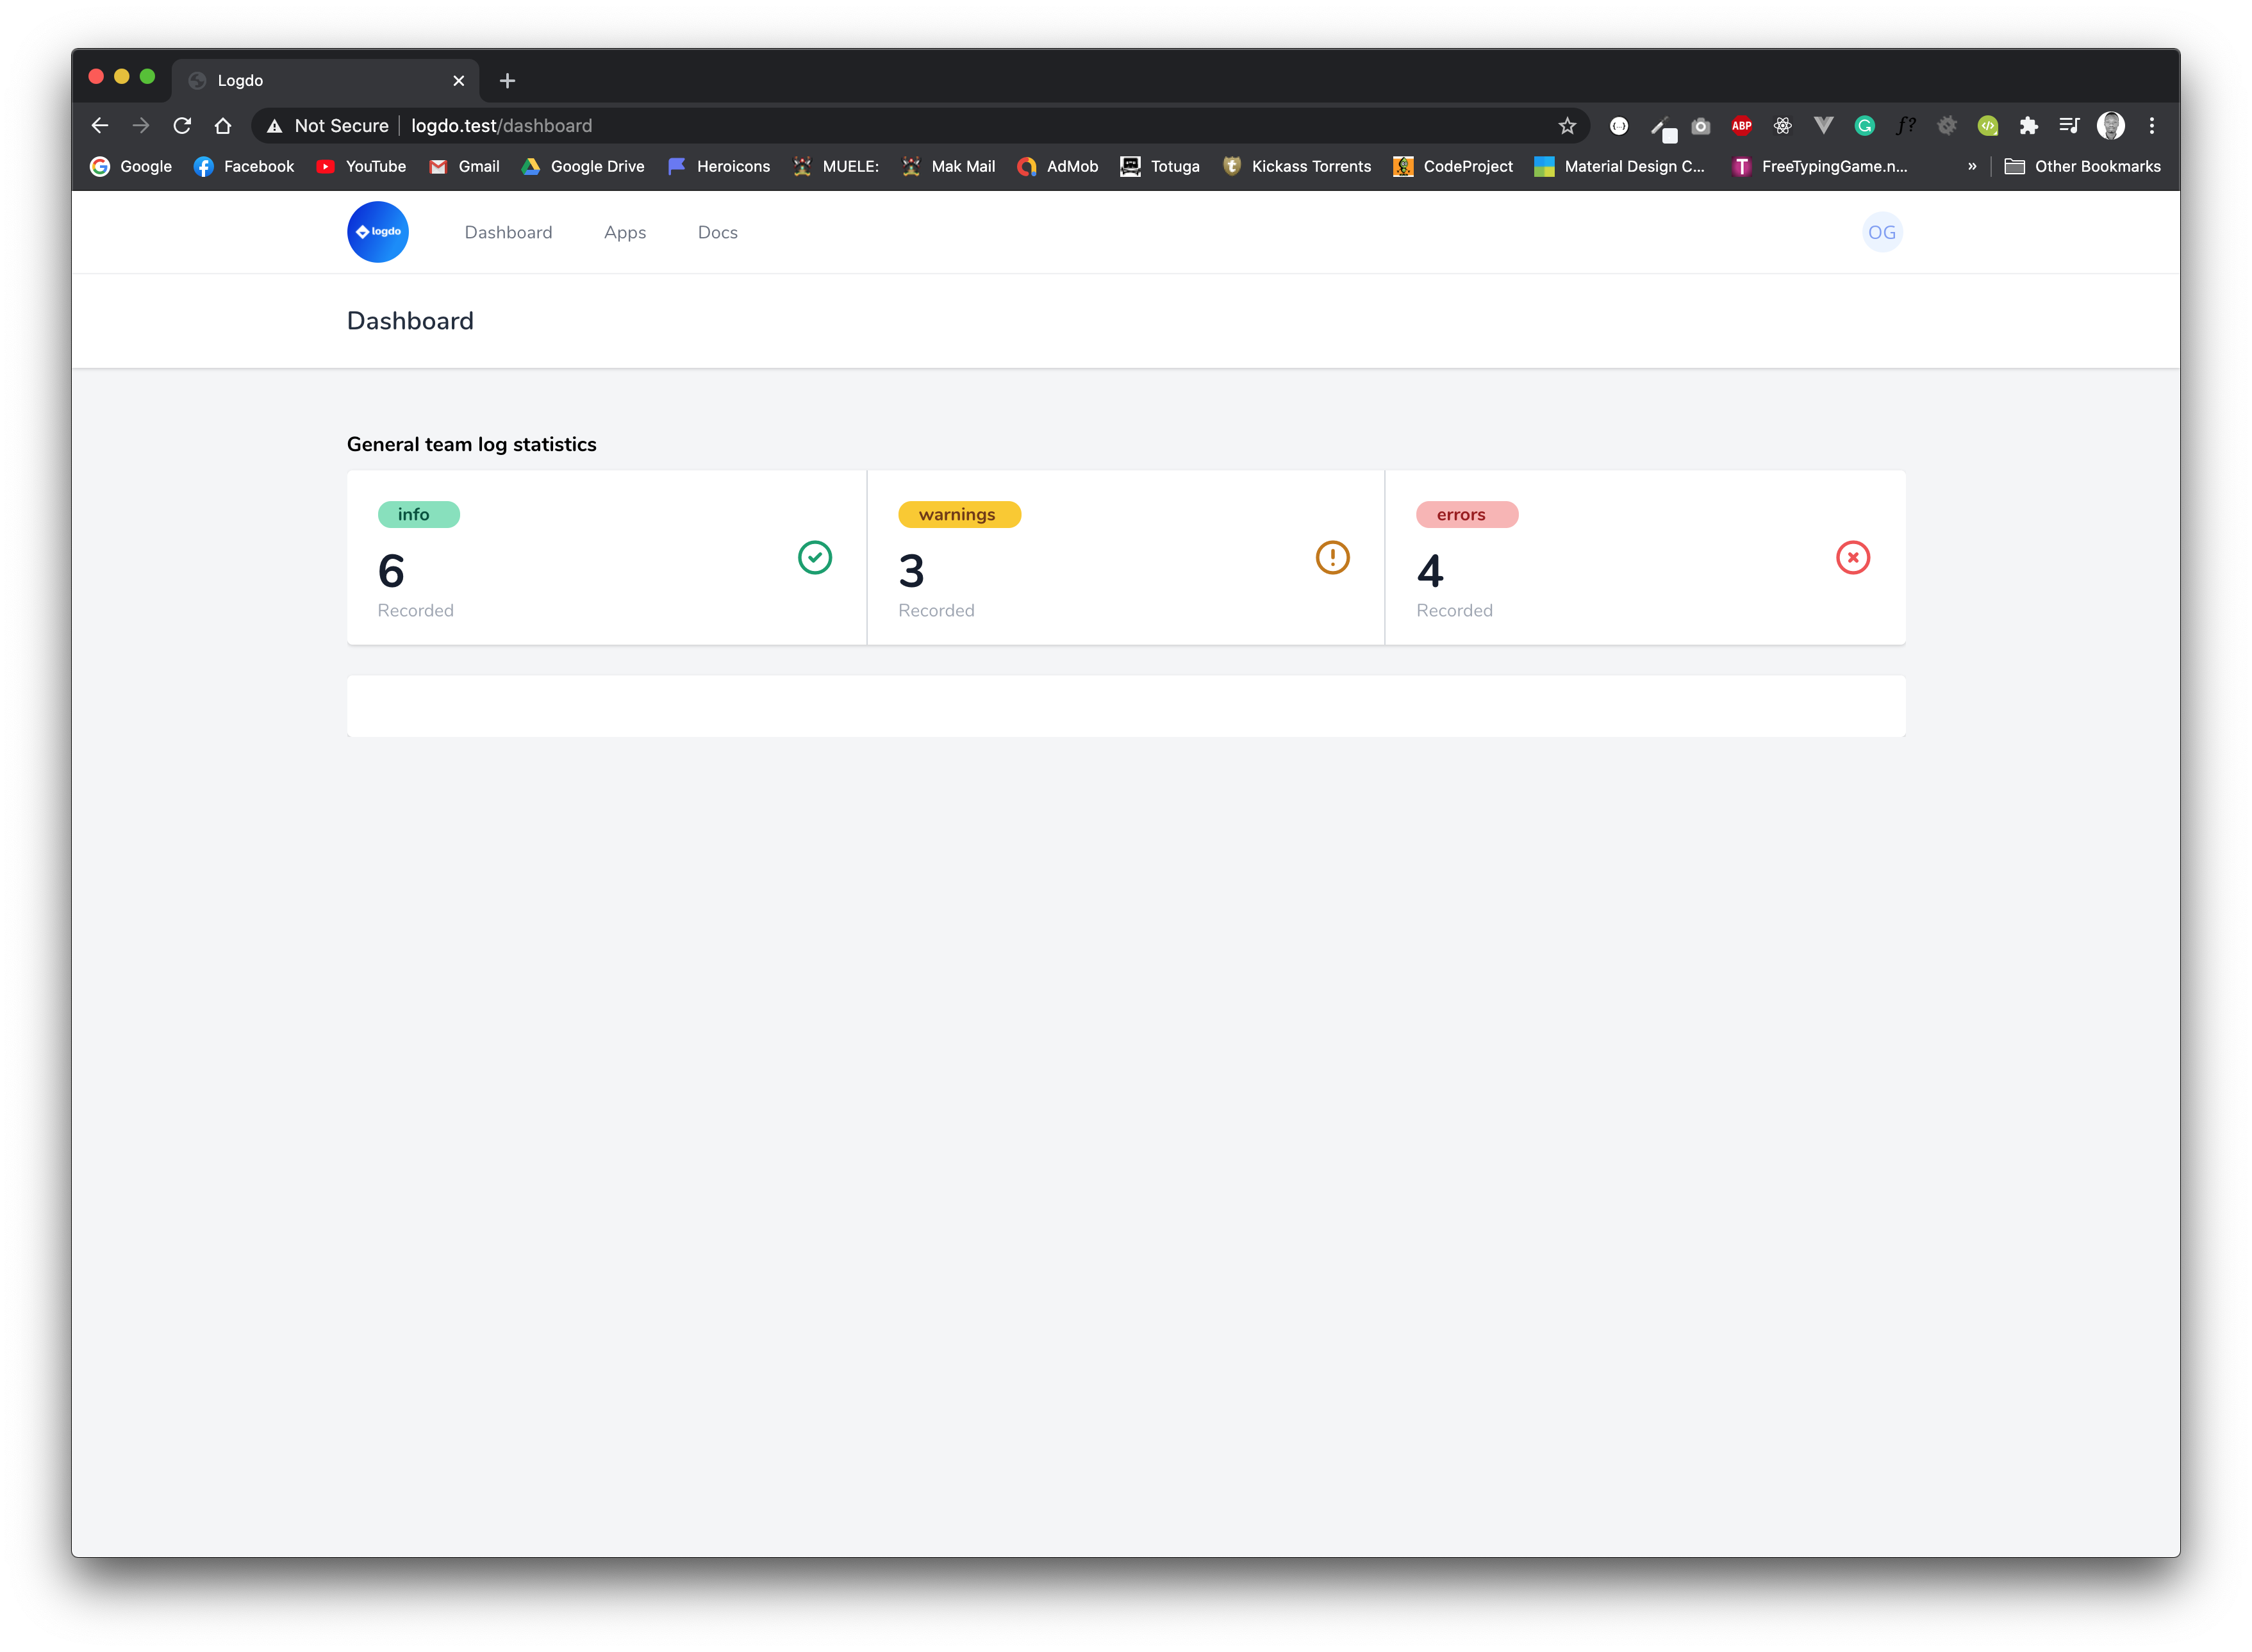 Logdo
Not Secure logdo.test/dashboard
ABP
f?
Google Facebook YouTube Gmail Google Drive Heroicons MUELE: Mak Mail AdMob Totuga Kickass Torrents CodeProject Material Design C... FreeTypingGame.n... » Other Bookmarks
logdo Dashboard Apps Docs OG
Dashboard
General team log statistics
info warnings errors
6 3 4
Recorded Recorded Recorded